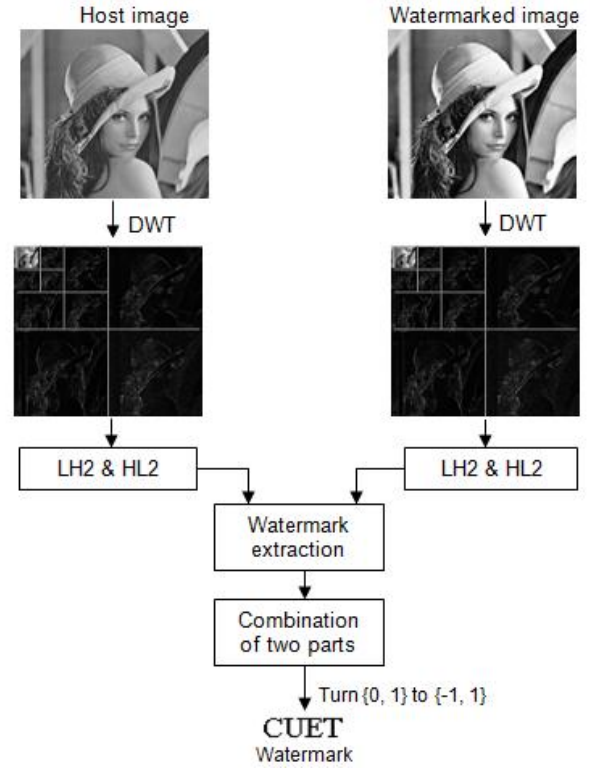 Host image
Watermarked image
DWT
DWT
LH2 & HL2
LH2 & HL2
Watermark
extraction
Combination
of two parts
Turn {0, 1} to {-1, 1}
CUET
Watermark